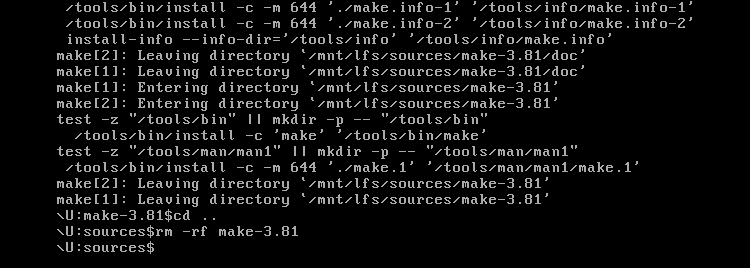 /tools/bin/install -c -m 644 './make.info-1' '/tools/info/make.info-1'
/tools/bin/install -c -m 644 './make.info-2' '/tools/info/make.info-2'
install-info --info-dir='/tools/info' '/tools/info/make.info'
make[2]: Leaving directory `/mnt/lfs/sources/make-3.81/doc'
make[1]: Leaving directory `/mnt/lfs/sources/make-3.81/doc'
make[1]: Entering directory `/mnt/lfs/sources/make-3.81'
make[2]: Entering directory `/mnt/lfs/sources/make-3.81'
test -z "/tools/bin" || mkdir -p -- "/tools/bin"
/tools/bin/install -c 'make' '/tools/bin/make'
test -z "/tools/man/man1" || mkdir -p -- "/tools/man/man1"
/tools/bin/install -c -m 644 './make.1' '/tools/man/man1/make.1'
make[2]: Leaving directory `/mnt/lfs/sources/make-3.81'
make[1]: Leaving directory `/mnt/lfs/sources/make-3.81'
\U:make-3.81$cd ..
\U:sources$rm -rf make-3.81
\U:sources$